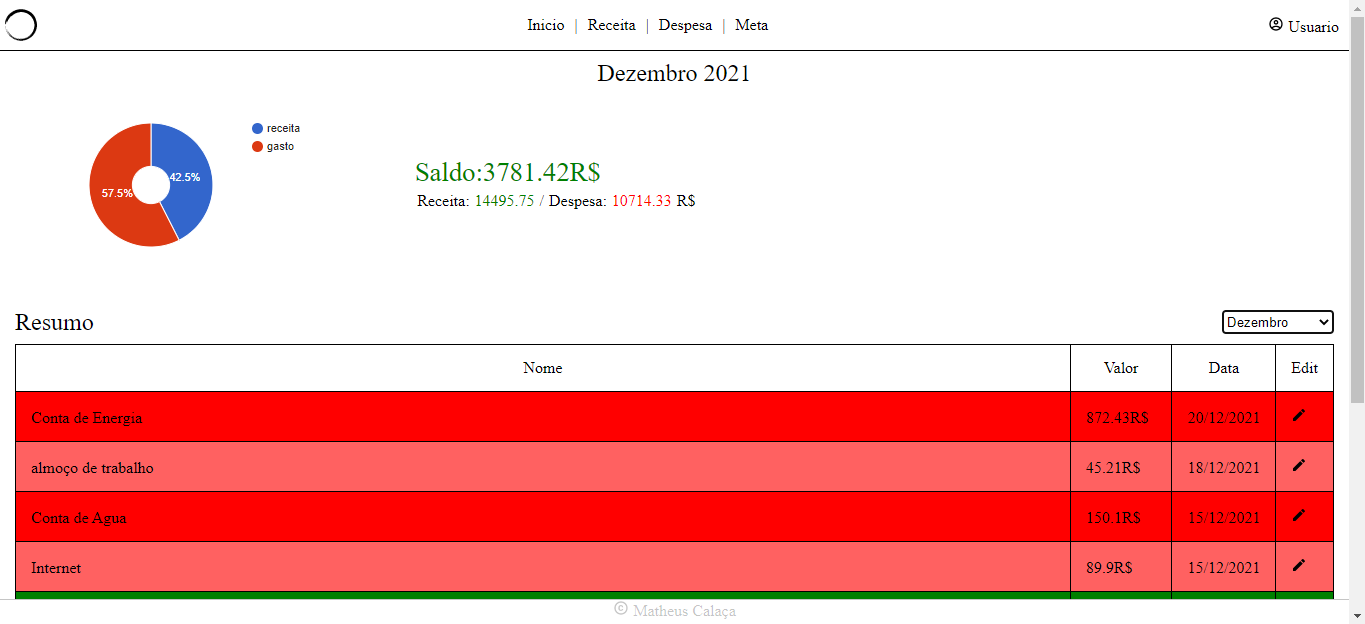 Inicio | Receita | Despesa | Meta
Usuario
Dezembro 2021
receita
gasto
42.5%
57.5%
Saldo:3781.42R$
Receita: 14495.75 / Despesa: 10714.33 R$
Resumo
Dezembro
Nome Valor Data Edit
Conta de Energia 872.43R$ 20/12/2021
almoço de trabalho 45.21R$ 18/12/2021
Conta de Agua 150.1R$ 15/12/2021
Internet 89.9R$ 15/12/2021
© Matheus Calaça